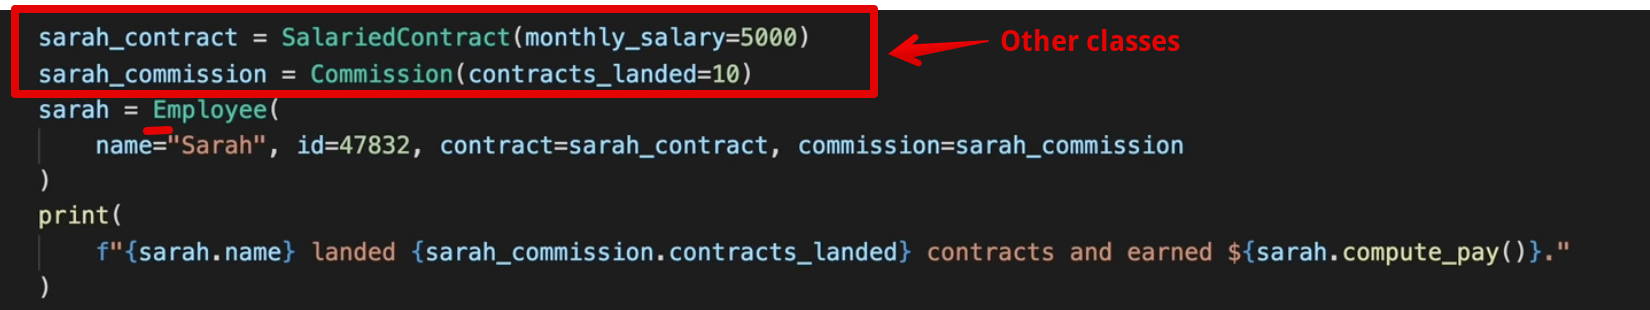 sarah_contract = SalariedContract(monthly_salary=5000)
Other classes
sarah_commission = Commission(contracts_landed=10)
sarah = Employee(
    name="Sarah", id=47832, contract=sarah_contract, commission=sarah_commission
)
print(
    f"{sarah.name} landed {sarah_commission.contracts_landed} contracts and earned ${sarah.compute_pay()}."
)